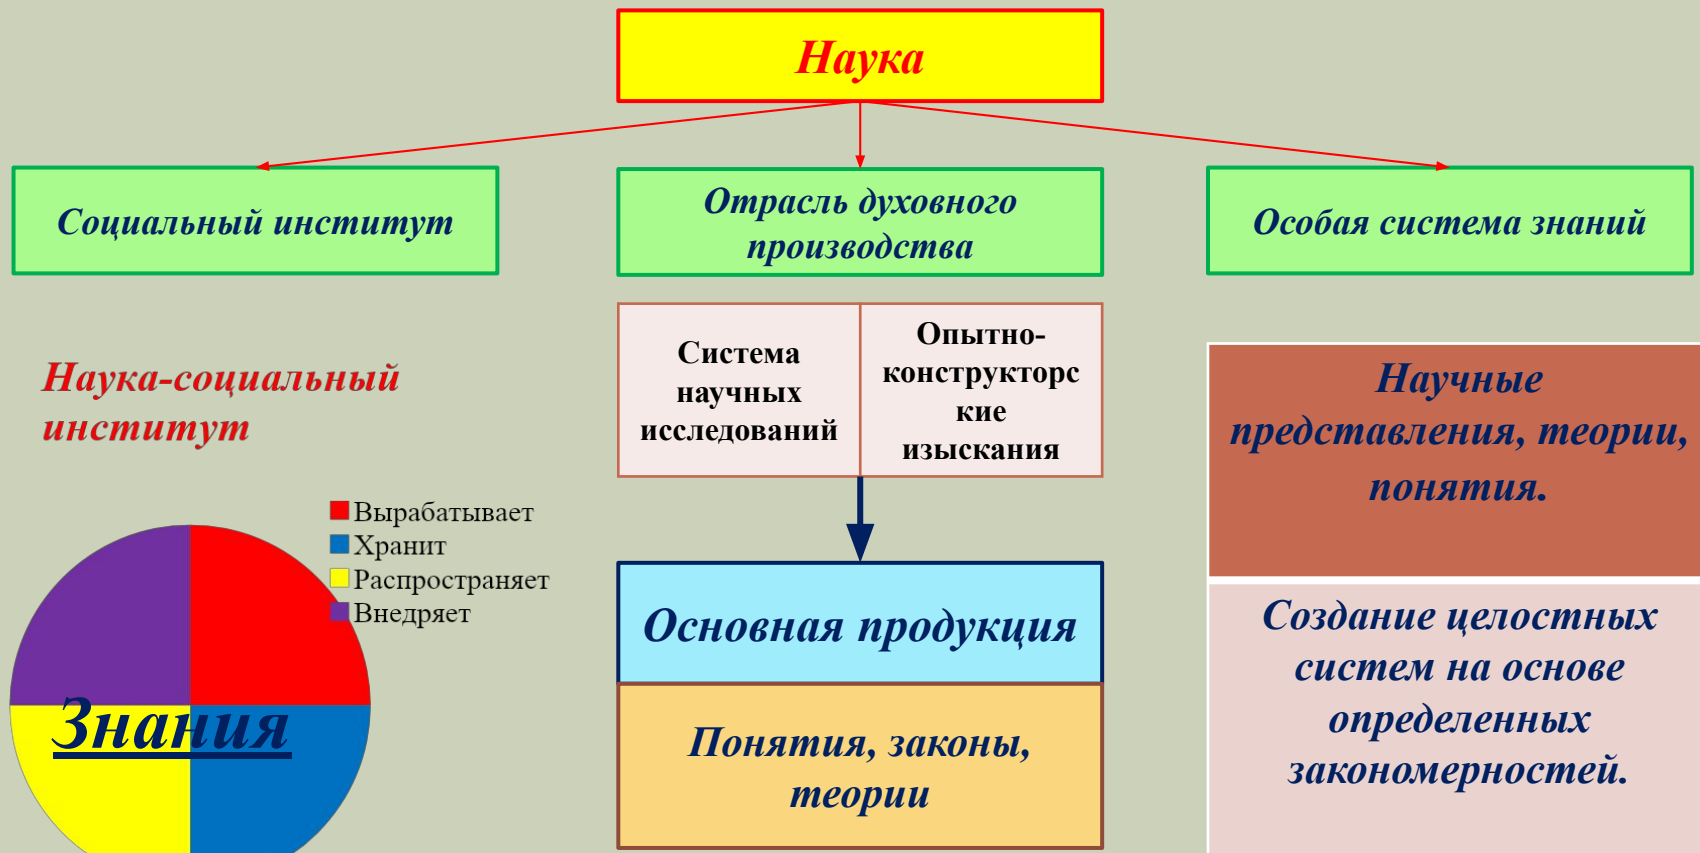 Наука
Социальный институт
Отрасль духовного
производства
Особая система знаний
Наука-социальный
институт
Вырабатывает
Хранит
Распространяет
Внедряет
Знания
Система
научных
исследований
Опытно-
конструкторс
кие
изыскания
Основная продукция
Понятия, законы,
теории
Научные
представления, теории,
понятия.
Создание целостных
систем на основе
определенных
закономерностей.